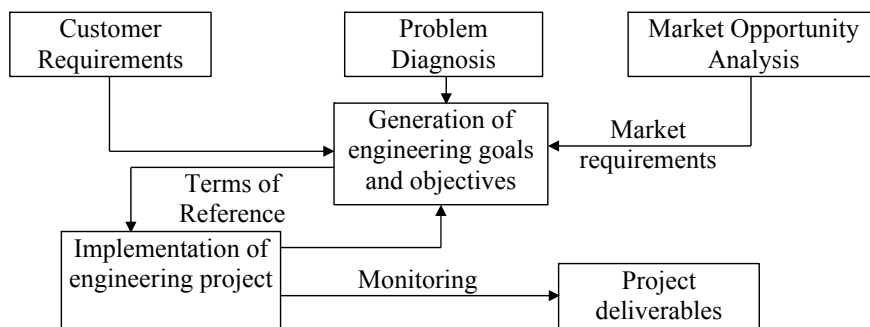 Customer
Requirements
Problem
Diagnosis
Market Opportunity
Analysis
Generation of
engineering goals
and objectives
Market
requirements
Terms of
Reference
Implementation of
engineering project
Monitoring
Project
deliverables